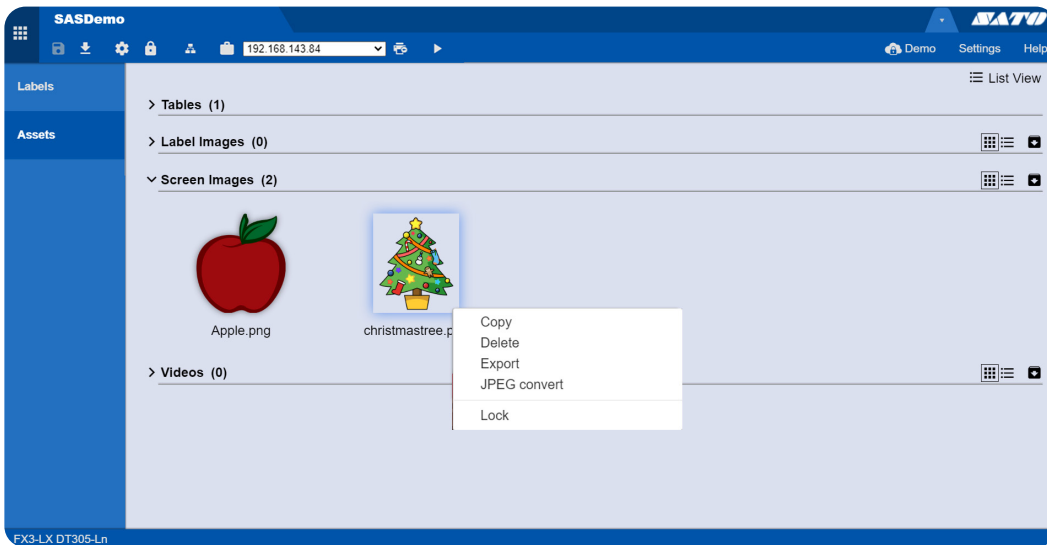 SASDemo
SATO
192.168.143.84
Demo
Settings
Help
Labels
Assets
List View
Tables (1)
Label Images (0)
Screen Images (2)
Apple.png
christmastree.p
Copy
Delete
Export
JPEG convert
Lock
Videos (0)
FX3-LX DT305-Ln